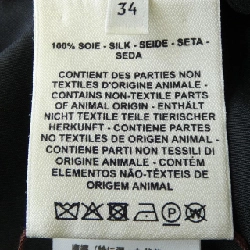 34
100% SOIE - SILK - SEIDE - SETA -
SEDA
CONTIENT DES PARTIES NON
TEXTILES D'ORIGINE ANIMALE -
CONTAINS NON-TEXTILE PARTS
OF ANIMAL ORIGIN - ENTHÄLT
NICHT TEXTILE TEILE TIERISCHER
HERKUNFT - CONTIENE PARTES
NO TEXTILES DE ORIGEN ANIMAL -
CONTIENE PARTI NON TESSILI DI
ORIGINE ANIMALE - CONTÉM
ELEMENTOS NÃO-TÊXTEIS DE
ORIGEM ANIMAL
P